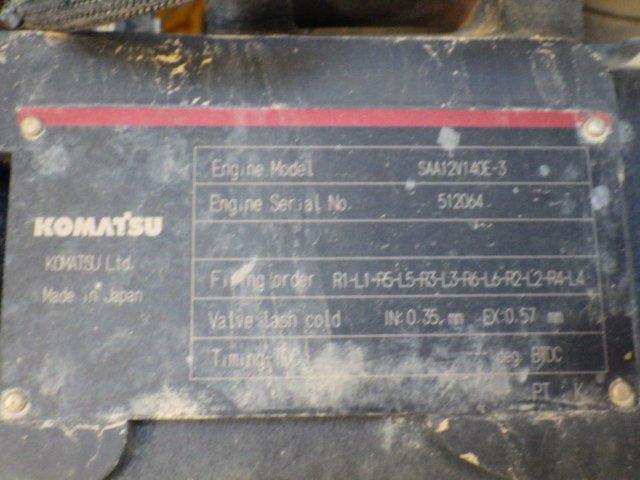 Engine Model SAA12V140E-3
Engine Serial No. 512064
KOMATSU
KOMATSU Ltd.
Made in Japan
Firing order R1-L1-R5-L5-R3-L3-R6-L6-R2-L2-R4-L4
Valve lash cold IN:0.35 mm EX:0.57 mm
Timing deg BTDC
PT K